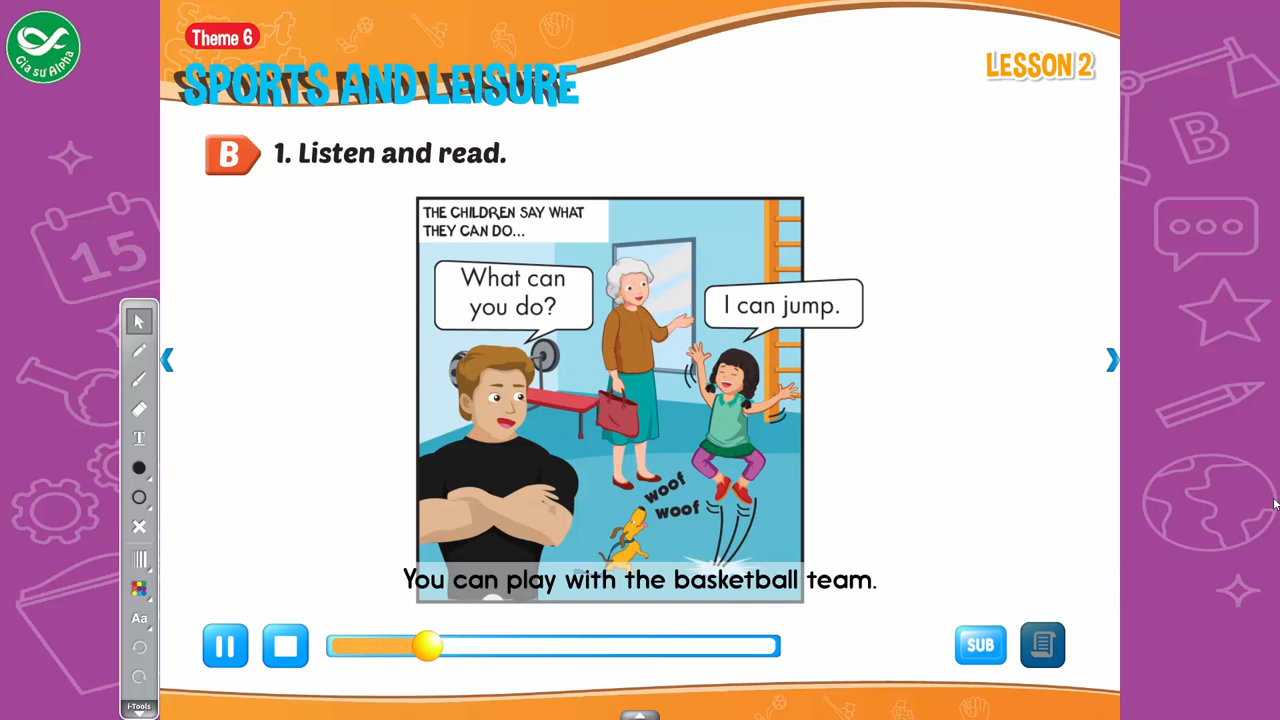 Gia sư Alpha
Theme 6
SPORTS AND LEISURE
LESSON 2
B 1. Listen and read.
THE CHILDREN SAY WHAT
THEY CAN DO...
What can
you do?
I can jump.
woof
woof
You can play with the basketball team.
SUB
15
B
T
Aa
i-Tools